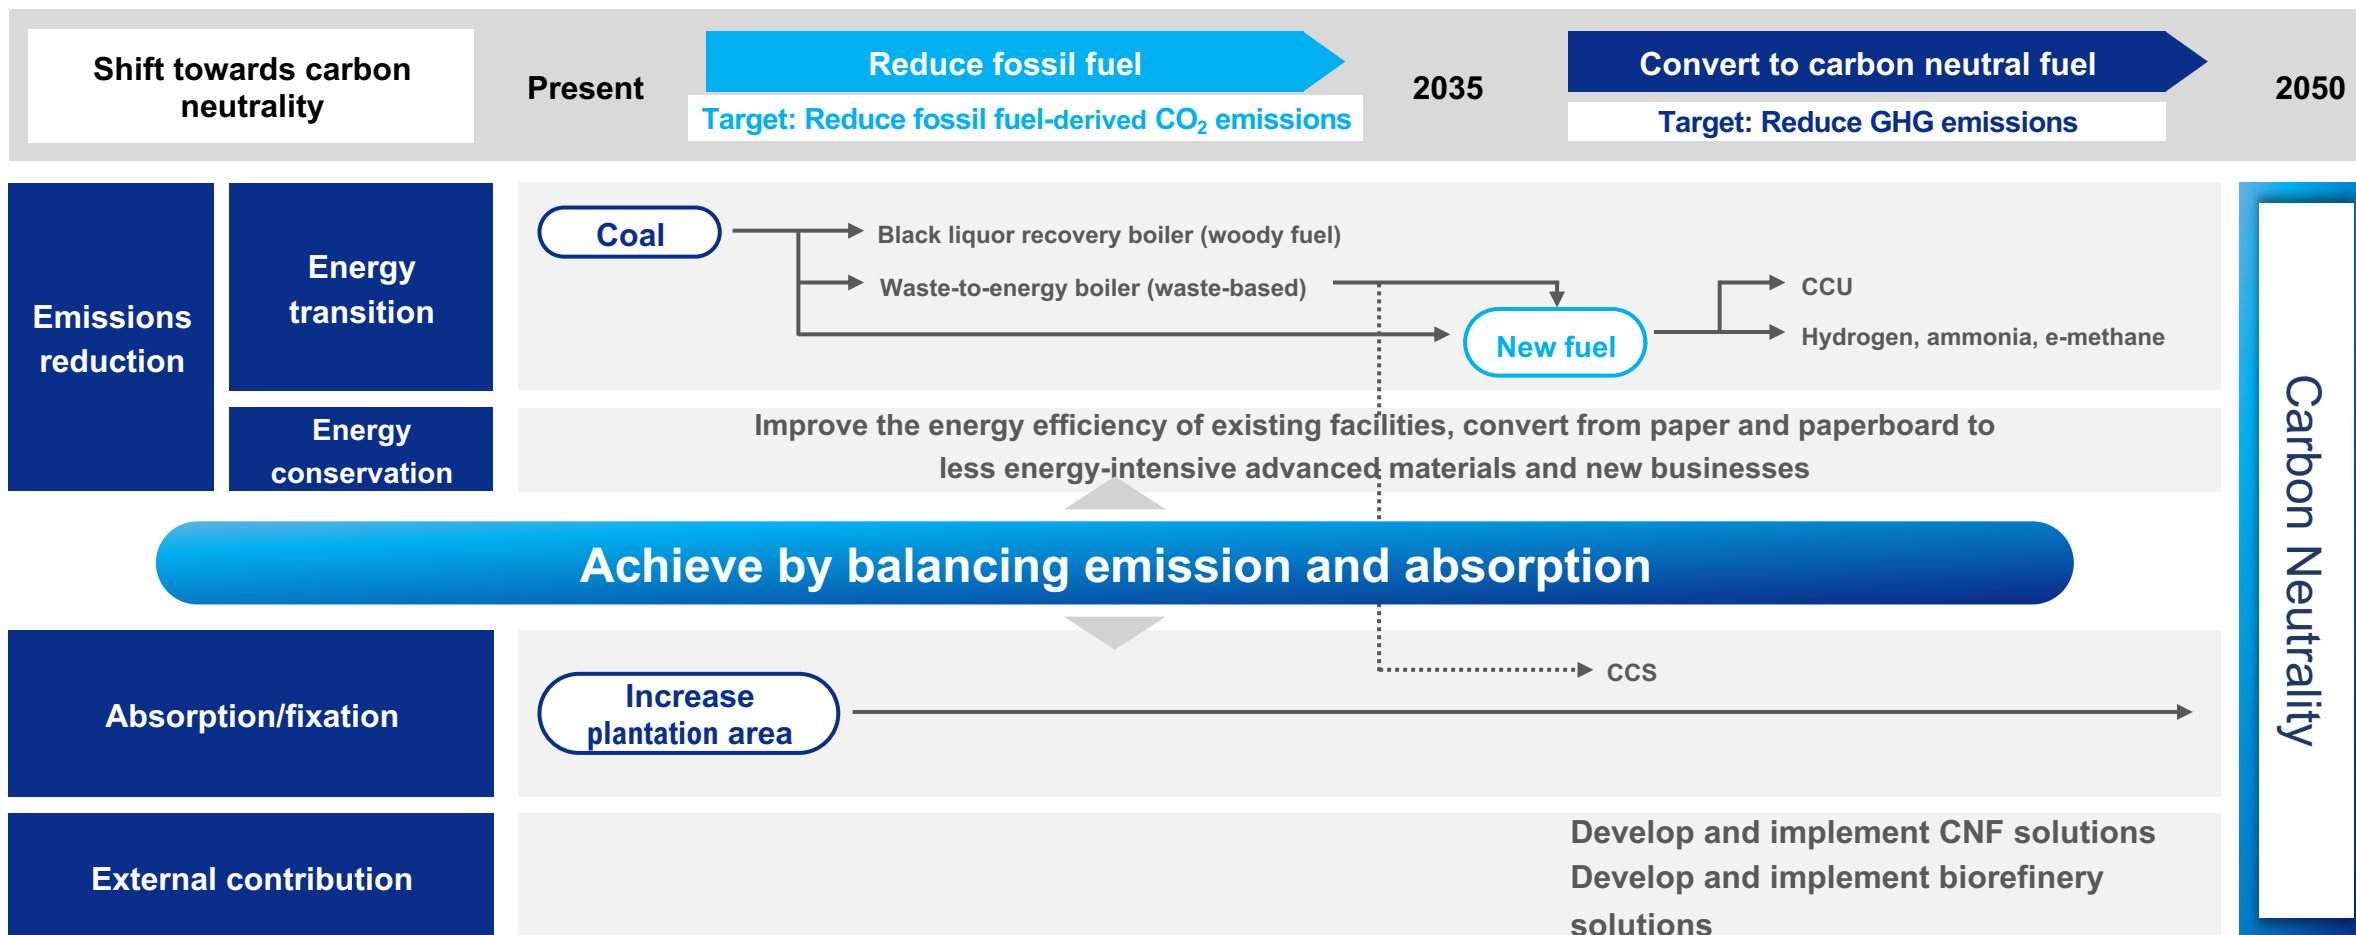 Shift towards carbon
neutrality
Present
Reduce fossil fuel
Target: Reduce fossil fuel-derived CO₂ emissions
2035
Convert to carbon neutral fuel
Target: Reduce GHG emissions
2050
Emissions
reduction
Energy
transition
Coal
Black liquor recovery boiler (woody fuel)
Waste-to-energy boiler (waste-based)
New fuel
CCU
Hydrogen, ammonia, e-methane
Energy
conservation
Improve the energy efficiency of existing facilities, convert from paper and paperboard to
less energy-intensive advanced materials and new businesses
Achieve by balancing emission and absorption
Absorption/fixation
Increase
plantation area
CCS
External contribution
Develop and implement CNF solutions
Develop and implement biorefinery
solutions
Carbon Neutrality